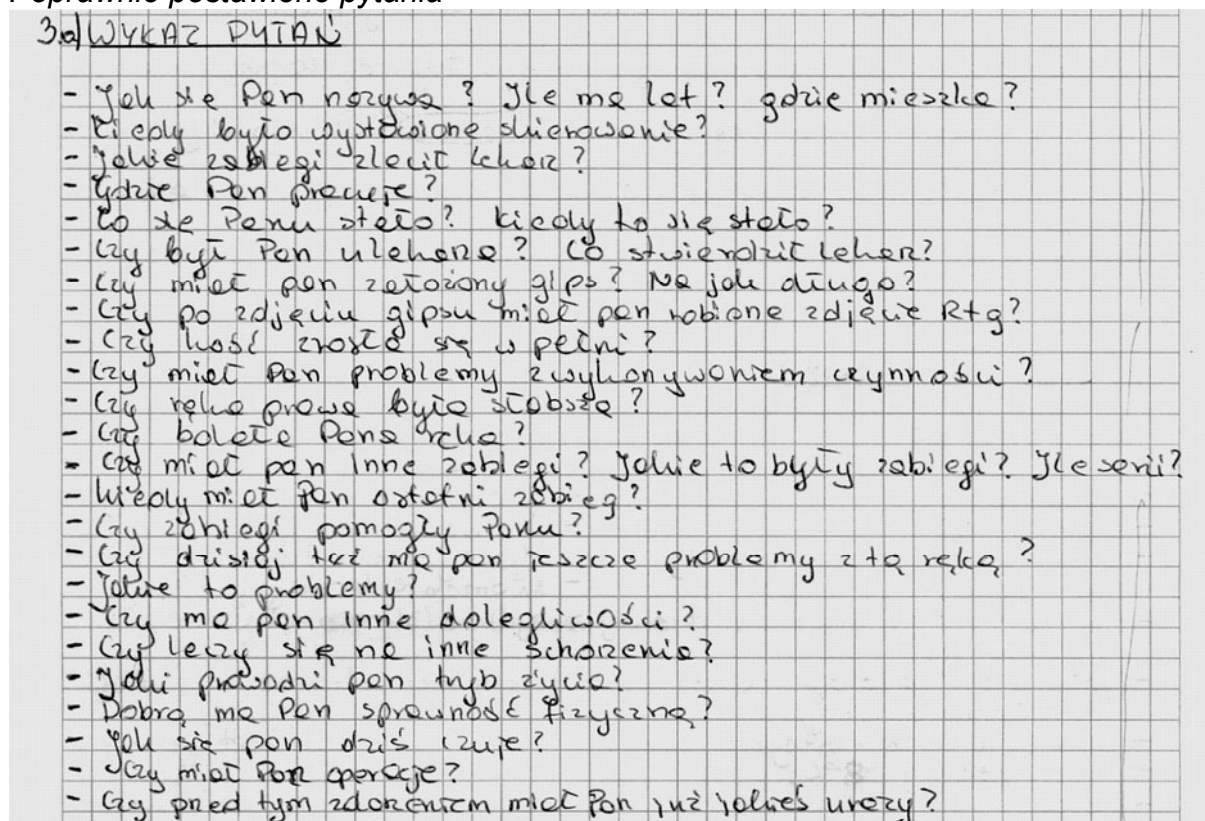 Poprawnie postawione pytania
3.a) WYKAZ PYTAŃ
- Jak się Pan nazywa? Ile ma lat? gdzie mieszka?
- Kiedy było wystawione skierowanie?
- Jakie zabiegi zlecił lekarz?
- Gdzie Pan pracuje?
- Co się Panu stało? kiedy to się stało?
- Czy był Pan u lekarza? Co stwierdził lekarz?
- Czy miał pan założony gips? Na jak długo?
- Czy po zdjęciu gipsu miał pan robione zdjęcie Rtg?
- Czy kość zrosła się w pełni?
- Czy miał Pan problemy z wykonywaniem czynności?
- Czy ręka prawa była słabsza?
- Czy bolała Pana ręka?
- Czy miał pan inne zabiegi? Jakie to były zabiegi? Ile serii?
- kiedy miał Pan ostatni zabieg?
- Czy zabiegi pomogły Panu?
- Czy dzisiaj też ma pan jeszcze problemy z tą ręką?
- Jakie to problemy?
- Czy ma pan inne dolegliwości?
- Czy leczy się na inne schorzenia?
- Jaki prowadzi pan tryb życia?
- Dobrą ma Pan sprawność fizyczną?
- Jak się pan dziś czuje?
- Czy miał Pan operację?
- Czy przed tym zdarzeniem miał Pan już jakieś urazy?